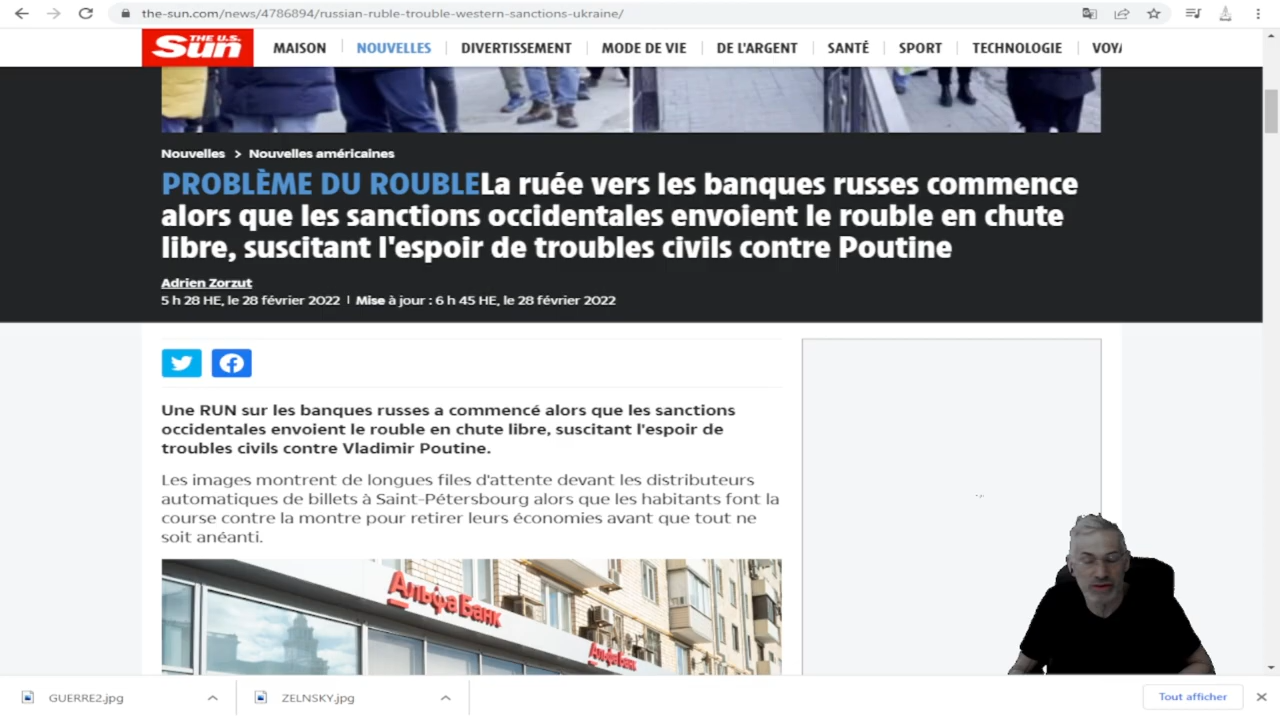 the-sun.com/news/4786894/russian-ruble-trouble-western-sanctions-ukraine/
THE U.S. Sun
MAISON NOUVELLES DIVERTISSEMENT MODE DE VIE DE L'ARGENT SANTÉ SPORT TECHNOLOGIE VOYA
Nouvelles > Nouvelles américaines
PROBLÈME DU ROUBLELa ruée vers les banques russes commence
alors que les sanctions occidentales envoient le rouble en chute
libre, suscitant l'espoir de troubles civils contre Poutine
Adrien Zorzut
5 h 28 HE, le 28 février 2022 | Mise à jour : 6 h 45 HE, le 28 février 2022
Une RUN sur les banques russes a commencé alors que les sanctions
occidentales envoient le rouble en chute libre, suscitant l'espoir de
troubles civils contre Vladimir Poutine.
Les images montrent de longues files d'attente devant les distributeurs
automatiques de billets à Saint-Pétersbourg alors que les habitants font la
course contre la montre pour retirer leurs économies avant que tout ne
soit anéanti.
Альфа Банк
Альфа Банк
GUERRE2.jpg
ZELNSKY.jpg
Tout afficher